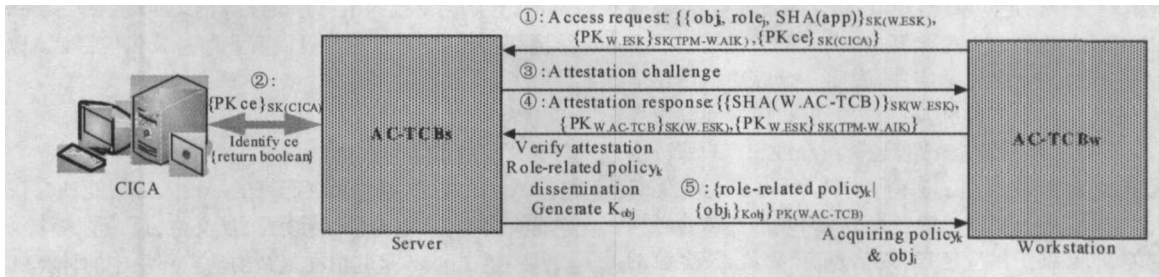 ①: Access request: {{objᵢ, roleⱼ, SHA(app)}SK(W.ESK),
{PK W.ESK}SK(TPM-W.AIK) ,{PK ce}SK(CICA)}
②:
{PK ce}SK(CICA)
Identify ce
{return boolean}
CICA
AC-TCBs
Server
③: Attestation challenge
④: Attestation response:{{SHA(W.AC-TCB)}SK(W.ESK),
{PK W.AC-TCB}SK(W.ESK),{PK W.ESK}SK(TPM-W.AIK)}
Verify attestation
Role-related policyₖ
dissemination
Generate Kobj
⑤: {role-related policyₖ|
{objᵢ}Kobj}PK(W.AC-TCB)
Acquiring policyₖ
& objᵢ
AC-TCBw
Workstation